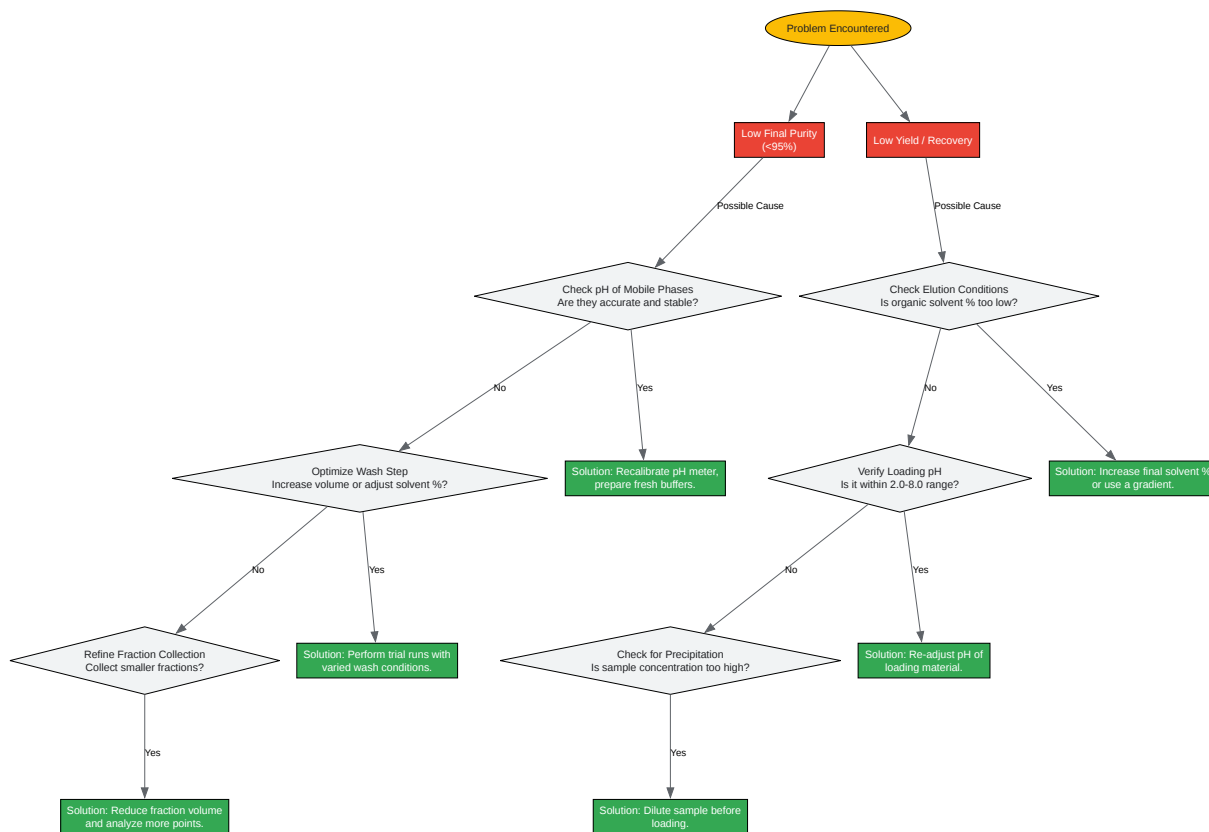 Problem Encountered
Low Final Purity
(<95%)
Low Yield / Recovery
Possible Cause
Possible Cause
Check pH of Mobile Phases
Are they accurate and stable?
Check Elution Conditions
Is organic solvent % too low?
No
Yes
No
Yes
Optimize Wash Step
Increase volume or adjust solvent %?
Solution: Recalibrate pH meter,
prepare fresh buffers.
Verify Loading pH
Is it within 2.0-8.0 range?
Solution: Increase final solvent %
or use a gradient.
No
Yes
No
Yes
Refine Fraction Collection
Collect smaller fractions?
Solution: Perform trial runs with
varied wash conditions.
Check for Precipitation
Is sample concentration too high?
Solution: Re-adjust pH of
loading material.
Yes
Yes
Solution: Reduce fraction volume
and analyze more points.
Solution: Dilute sample before
loading.